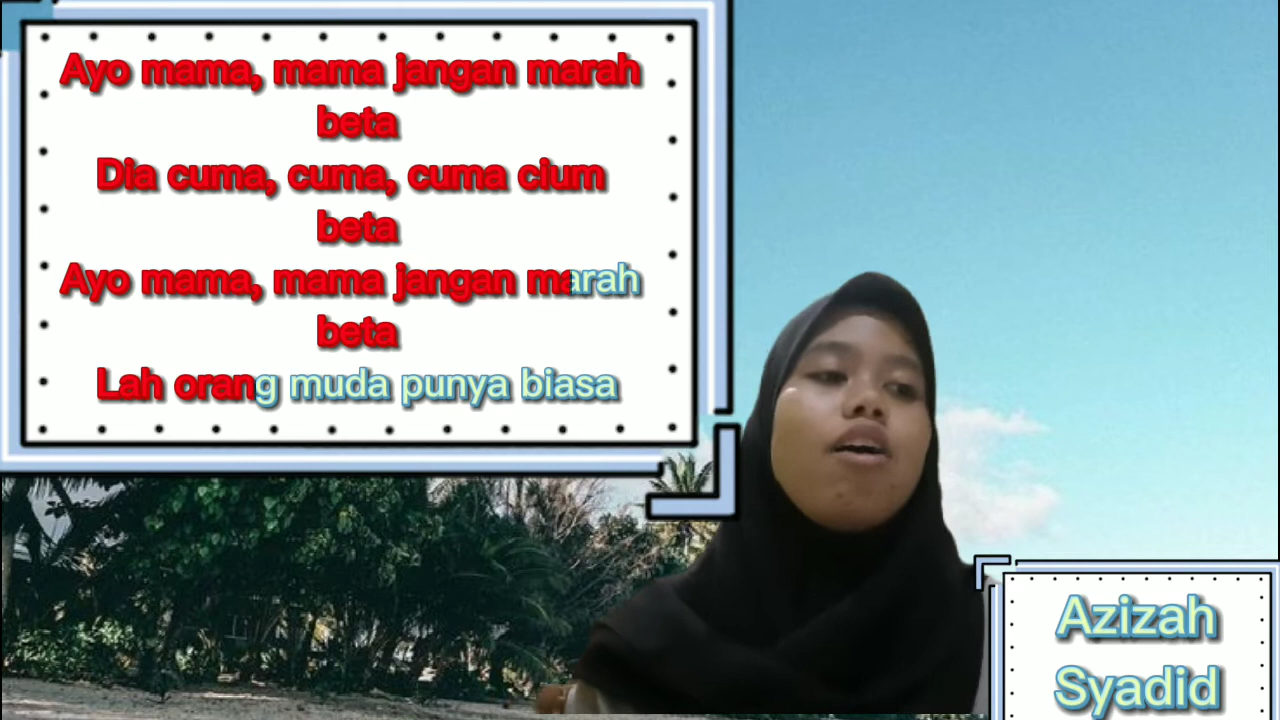 Ayo mama, mama jangan marah
beta
Dia cuma, cuma, cuma cium
beta
Ayo mama, mama jangan marah
beta
Lah orang muda punya biasa
Azizah
Syadid